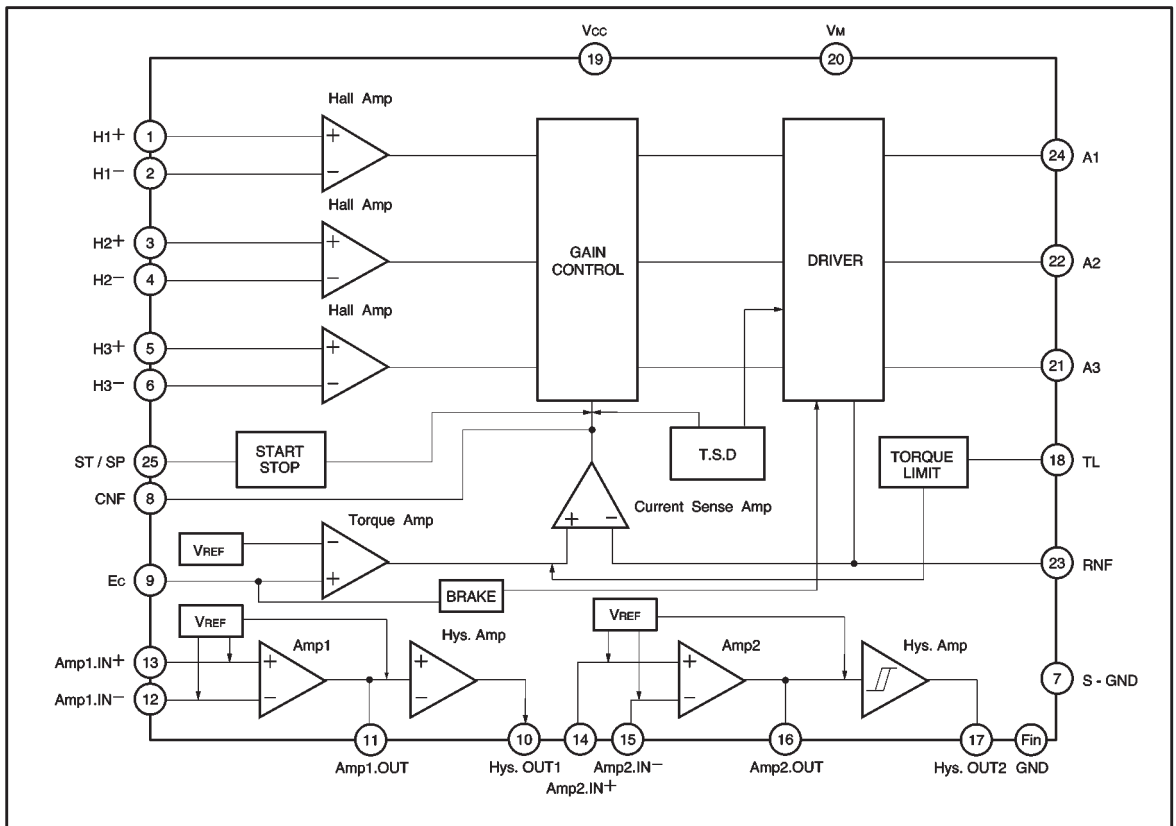 Vcc
19
VM
20
Hall Amp
H1+
1
+
H1−
2
−
Hall Amp
H2+
3
+
H2−
4
−
Hall Amp
H3+
5
+
H3−
6
−
GAIN
CONTROL
DRIVER
24
A1
22
A2
21
A3
ST / SP
25
START
STOP
CNF
8
T.S.D
TORQUE
LIMIT
18
TL
Current Sense Amp
+
−
Torque Amp
VREF
−
+
Ec
9
BRAKE
23
RNF
VREF
Amp1
Hys. Amp
Amp1.IN+
13
+
Amp1.IN−
12
−
+
−
VREF
Amp2
Hys. Amp
+
−
7
S - GND
11
Amp1.OUT
10
Hys. OUT1
14
Amp2.IN+
15
Amp2.IN−
16
Amp2.OUT
17
Hys. OUT2
Fin
GND